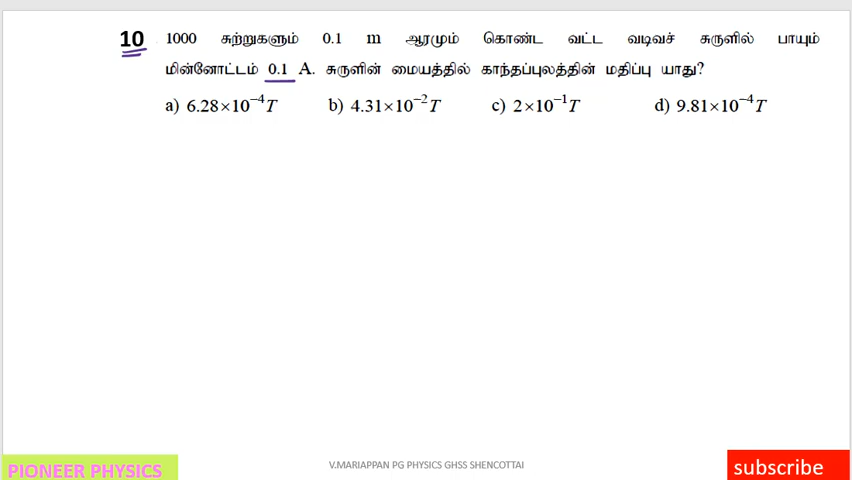 10 1000 சுற்றுகளும் 0.1 m ஆரமும் கொண்ட வட்ட வடிவச் சுருளில் பாயும்
மின்னோட்டம் 0.1 A. சுருளின் மையத்தில் காந்தப்புலத்தின் மதிப்பு யாது?
a) 6.28×10⁻⁴T b) 4.31×10⁻²T c) 2×10⁻¹T d) 9.81×10⁻⁴T
PIONEER PHYSICS V.MARIAPPAN PG PHYSICS GHSS SHENCOTTAI subscribe